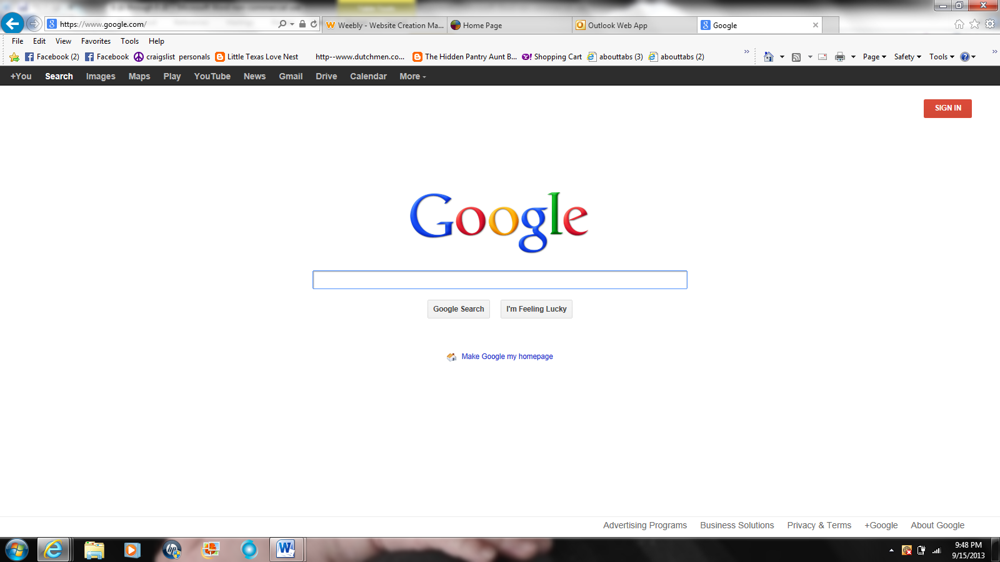 https://www.google.com/
Weebly - Website Creation Ma...
Home Page
Outlook Web App
Google
File Edit View Favorites Tools Help
Facebook (2) Facebook craigslist personals Little Texas Love Nest http--www.dutchmen.co... The Hidden Pantry Aunt B... Shopping Cart abouttabs (3) abouttabs (2) Page Safety Tools
+You Search Images Maps Play YouTube News Gmail Drive Calendar More
SIGN IN
Google
Google Search I'm Feeling Lucky
Make Google my homepage
Advertising Programs Business Solutions Privacy & Terms +Google About Google
9:48 PM
9/15/2013